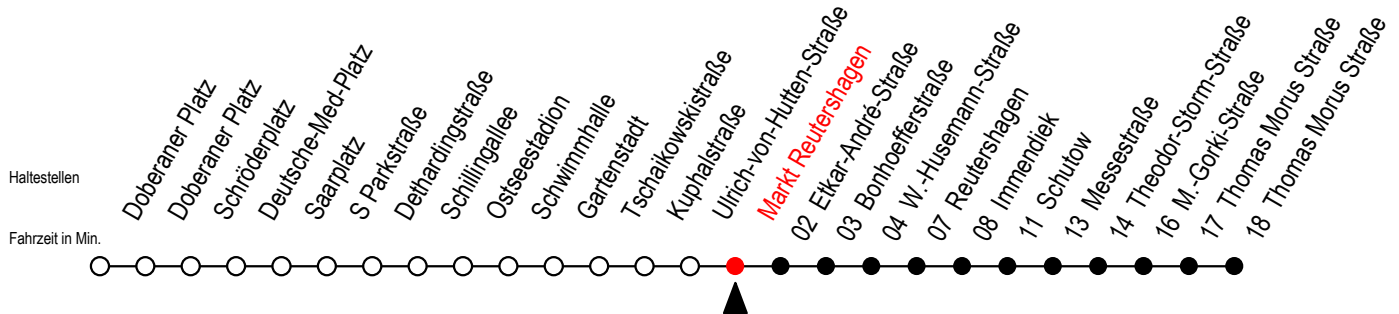 Haltestellen
Fahrzeit in Min.
Doberaner Platz
Doberaner Platz
Schröderplatz
Deutsche-Med-Platz
Saarplatz
S Parkstraße
Dethardingstraße
Schillingallee
Ostseestadion
Schwimmhalle
Gartenstadt
Tschaikowskistraße
Kuphalstraße
Ulrich-von-Hutten-Straße
Markt Reutershagen
02 Etkar-André-Straße
03 Bonhoefferstraße
04 W.-Husemann-Straße
07 Reutershagen
08 Immendiek
11 Schutow
13 Messestraße
14 Theodor-Storm-Straße
16 M.-Gorki-Straße
17 Thomas Morus Straße
18 Thomas Morus Straße